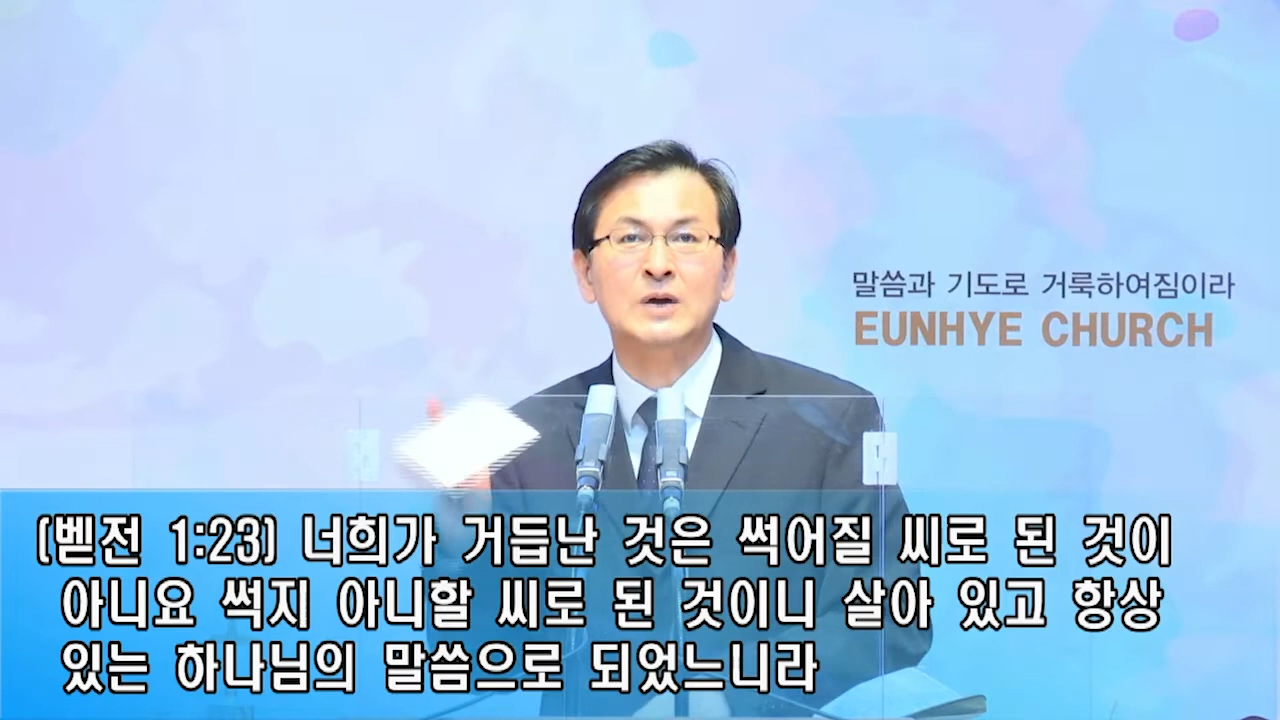 말씀과 기도로 거룩하여짐이라
EUNHYE CHURCH
(벧전 1:23) 너희가 거듭난 것은 썩어질 씨로 된 것이
아니요 썩지 아니할 씨로 된 것이니 살아 있고 항상
있는 하나님의 말씀으로 되었느니라